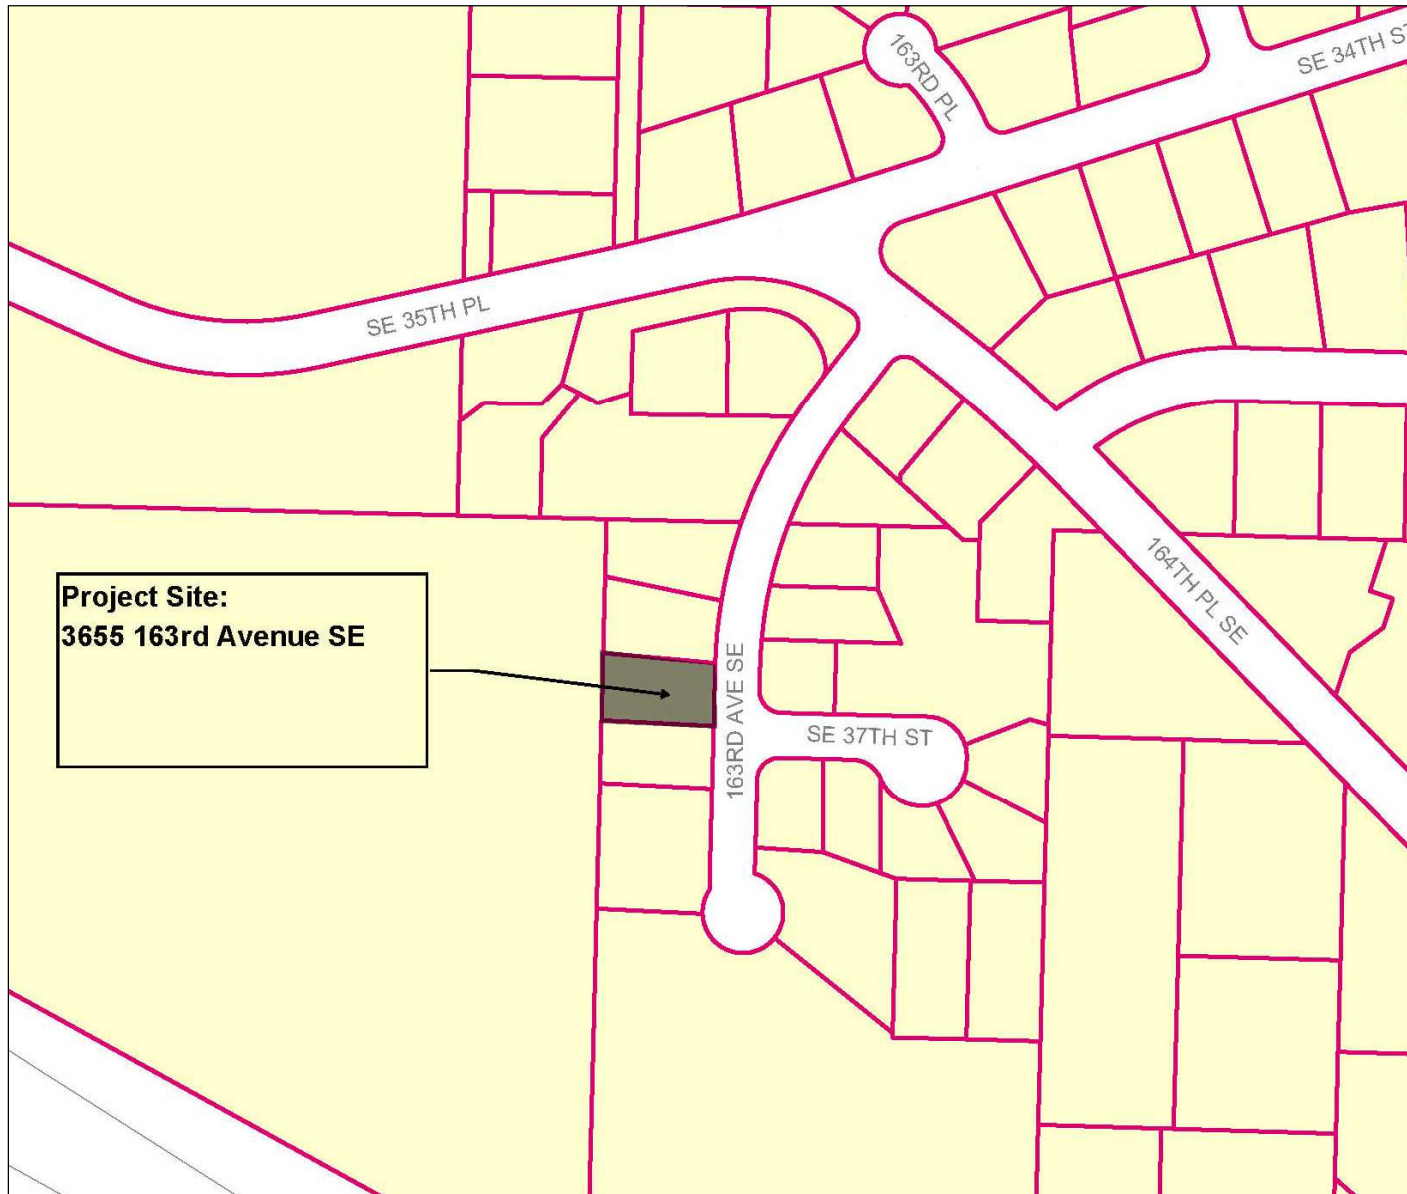 163RD PL
SE 34TH ST
SE 35TH PL
164TH PL SE
Project Site:
3655 163rd Avenue SE
163RD AVE SE
SE 37TH ST